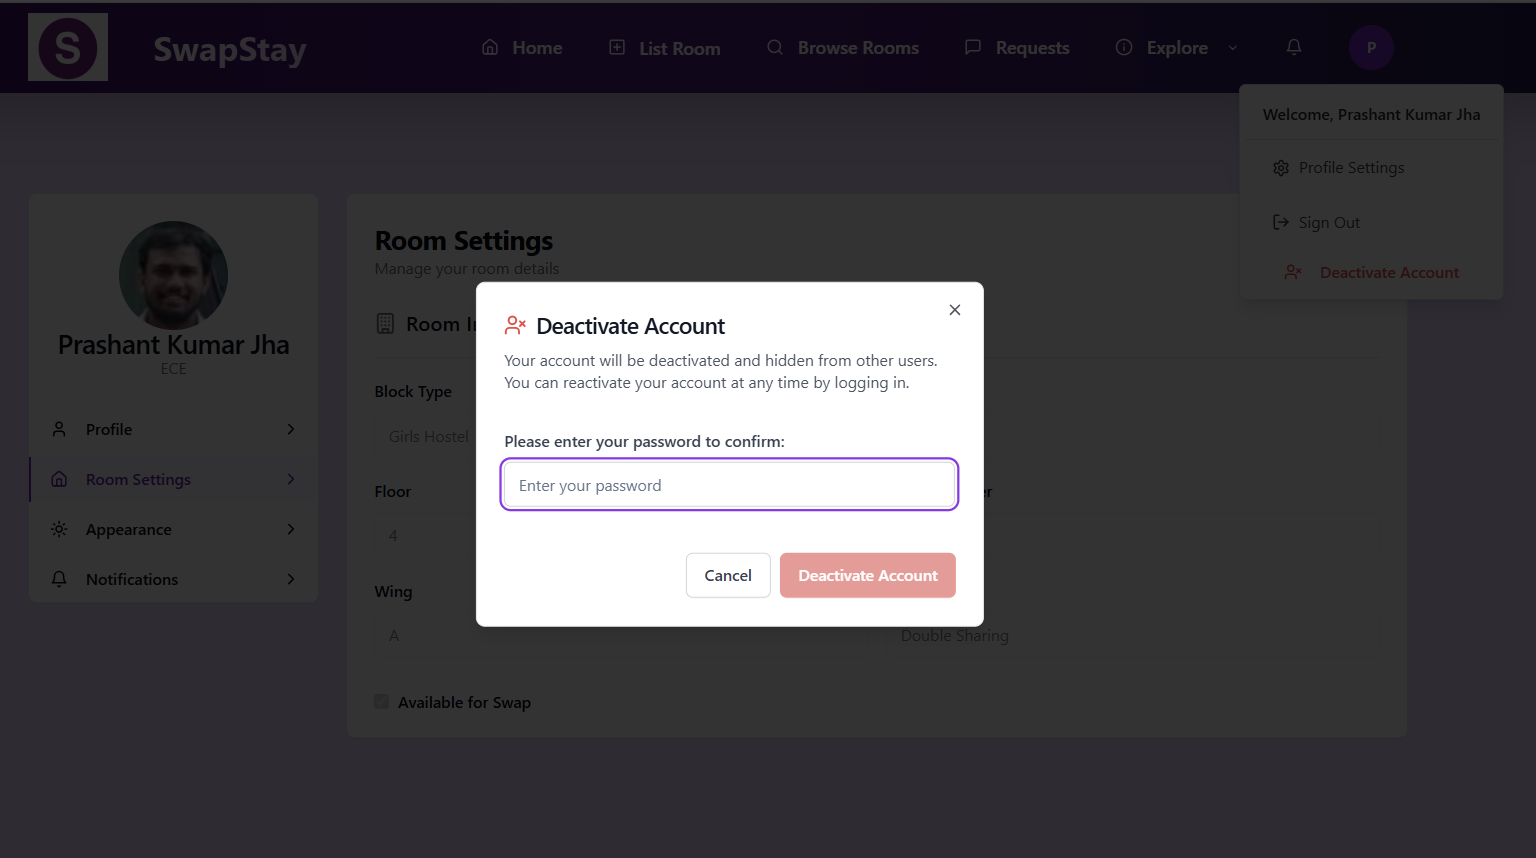 S
SwapStay
Home
List Room
Browse Rooms
Requests
Explore
P
Welcome, Prashant Kumar Jha
Profile Settings
Sign Out
Deactivate Account
Prashant Kumar Jha
ECE
Profile
Room Settings
Appearance
Notifications
Room Settings
Manage your room details
Room
Block Type
Girls Hostel
Floor
4
Wing
A
Double Sharing
Available for Swap
Deactivate Account
Your account will be deactivated and hidden from other users.
You can reactivate your account at any time by logging in.
Please enter your password to confirm:
Enter your password
Cancel
Deactivate Account